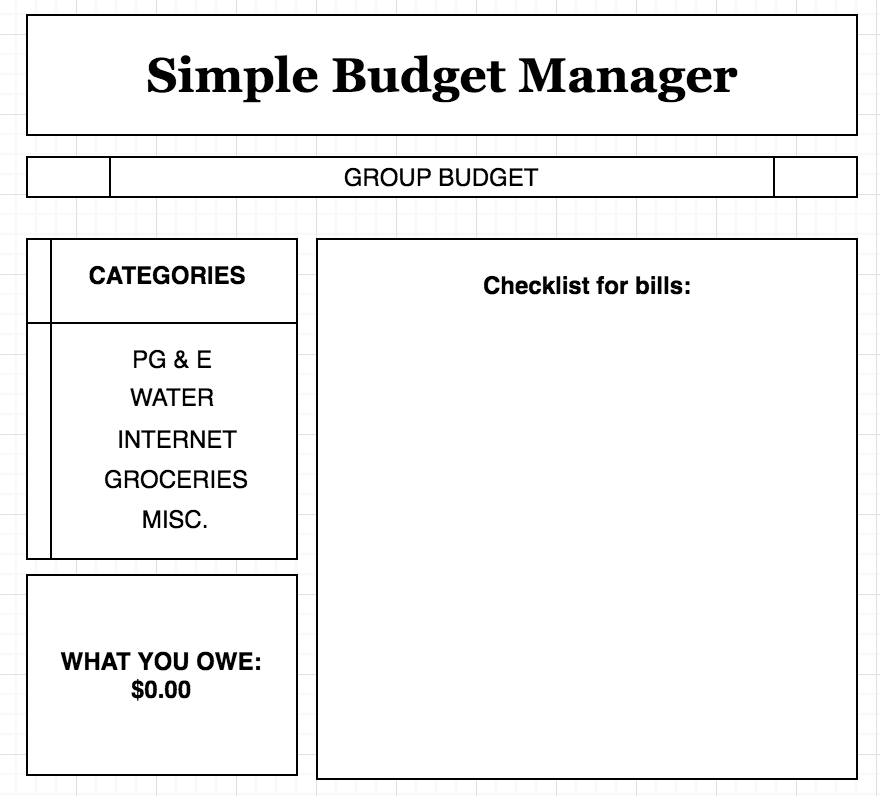 Simple Budget Manager
GROUP BUDGET
CATEGORIES
PG & E
WATER
INTERNET
GROCERIES
MISC.
WHAT YOU OWE:
$0.00
Checklist for bills: